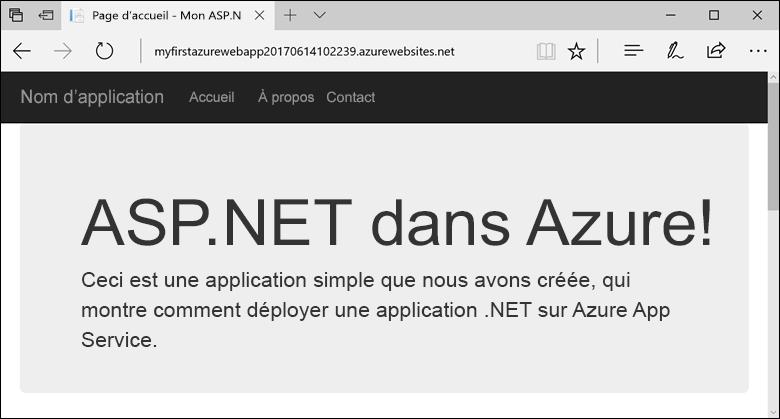 Page d'accueil - Mon ASP.N
myfirstazurewebapp20170614102239.azurewebsites.net
Nom d'application Accueil À propos Contact
ASP.NET dans Azure!
Ceci est une application simple que nous avons créée, qui
montre comment déployer une application .NET sur Azure App
Service.